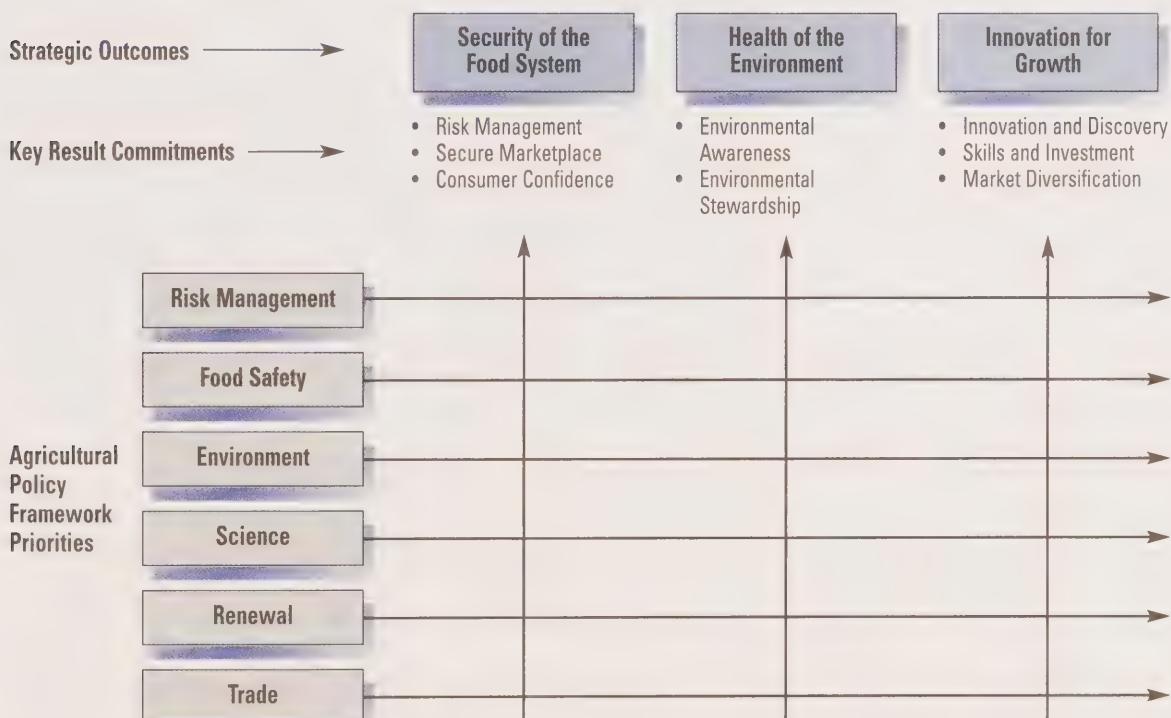 Strategic Outcomes
Security of the
Food System
Health of the
Environment
Innovation for
Growth
Key Result Commitments
• Risk Management
• Secure Marketplace
• Consumer Confidence
• Environmental
Awareness
• Environmental
Stewardship
• Innovation and Discovery
• Skills and Investment
• Market Diversification
Agricultural
Policy
Framework
Priorities
Risk Management
Food Safety
Environment
Science
Renewal
Trade